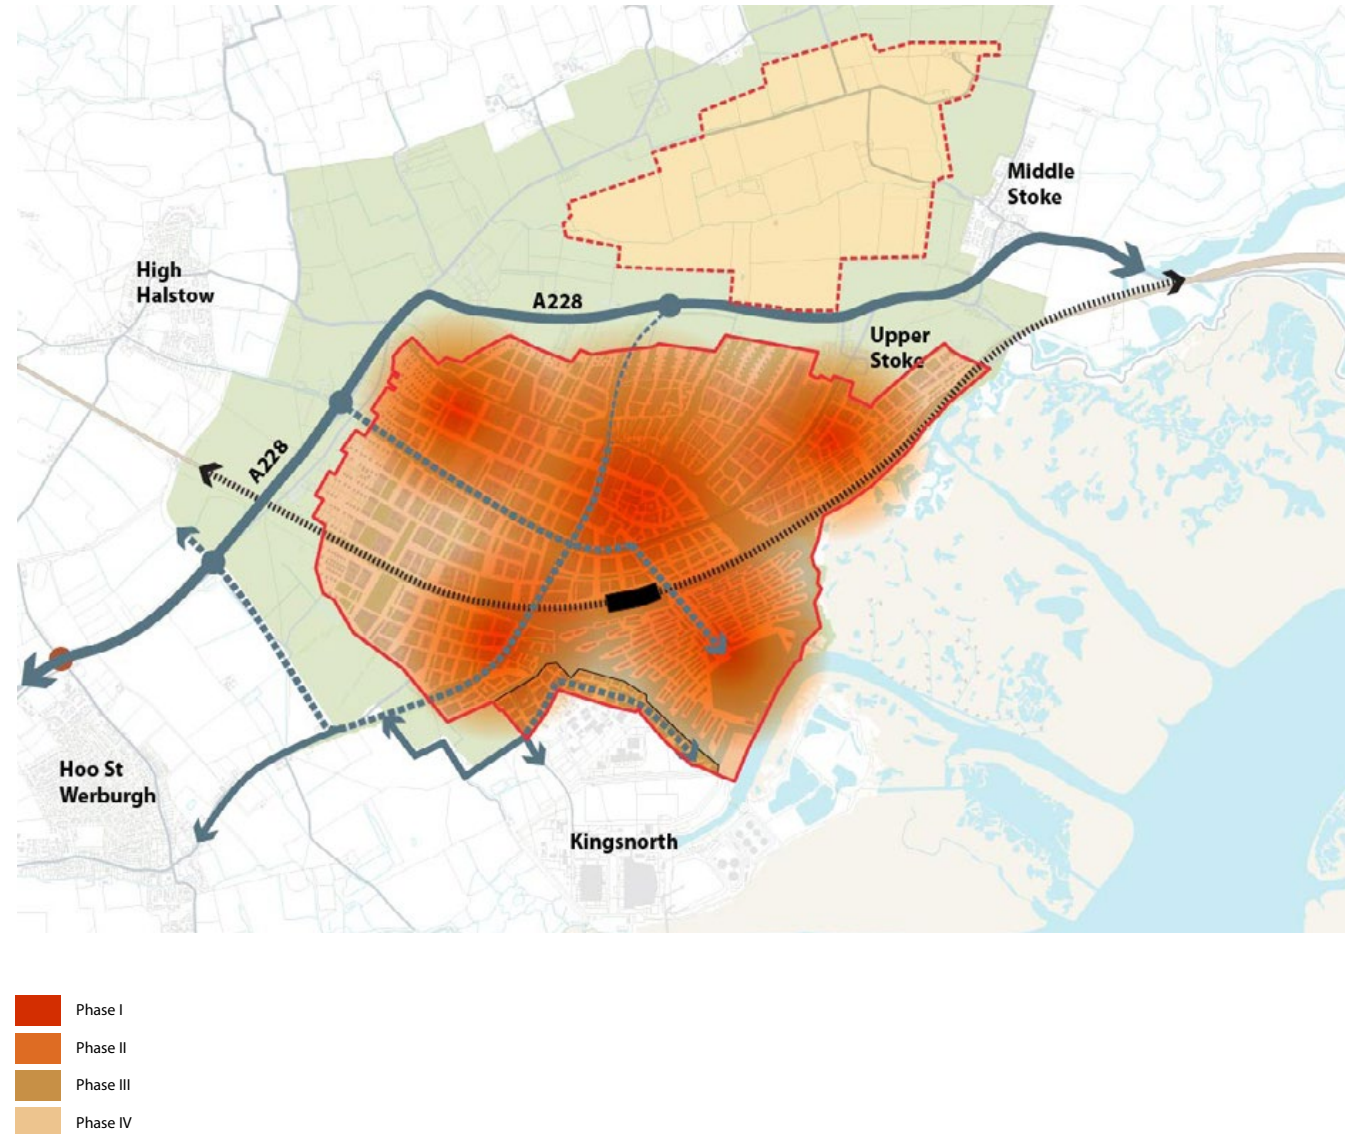 Middle
Stoke
High
Halstow
A228
Upper
Stoke
A228
Hoo St
Werburgh
Kingsnorth
Phase I
Phase II
Phase III
Phase IV